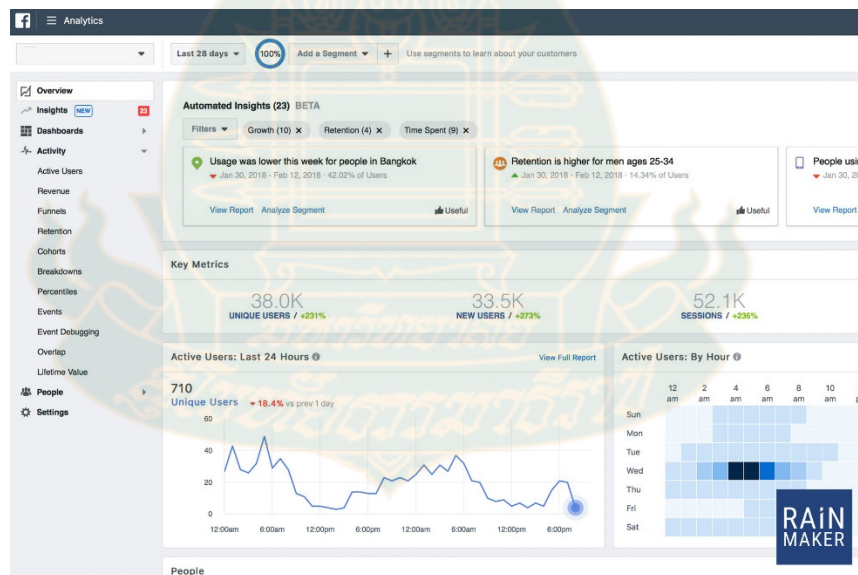 Analytics
Last 28 days
100%
Add a Segment
+
Use segments to learn about your customers
Overview
Insights NEW 23
Dashboards
Activity
Active Users
Revenue
Funnels
Retention
Cohorts
Breakdowns
Percentiles
Events
Event Debugging
Overlap
Lifetime Value
People
Settings
Automated Insights (23) BETA
Filters Growth (10) × Retention (4) × Time Spent (9) ×
Usage was lower this week for people in Bangkok
Jan 30, 2018 - Feb 12, 2018 · 42.02% of Users
View Report Analyze Segment Useful
Retention is higher for men ages 25-34
Jan 30, 2018 - Feb 12, 2018 · 14.34% of Users
View Report Analyze Segment Useful
People usi
Jan 30, 20
View Report
Key Metrics
38.0K
UNIQUE USERS / +231%
33.5K
NEW USERS / +273%
52.1K
SESSIONS / +236%
Active Users: Last 24 Hours View Full Report
710
Unique Users 18.4% vs prev 1 day
60
40
20
0
12:00am 6:00am 12:00pm 6:00pm 12:00am 6:00am 12:00pm 6:00pm
Active Users: By Hour
12 2 4 6 8 10
am am am am am am
Sun
Mon
Tue
Wed
Thu
Fri
Sat
RAiN
MAKER
People